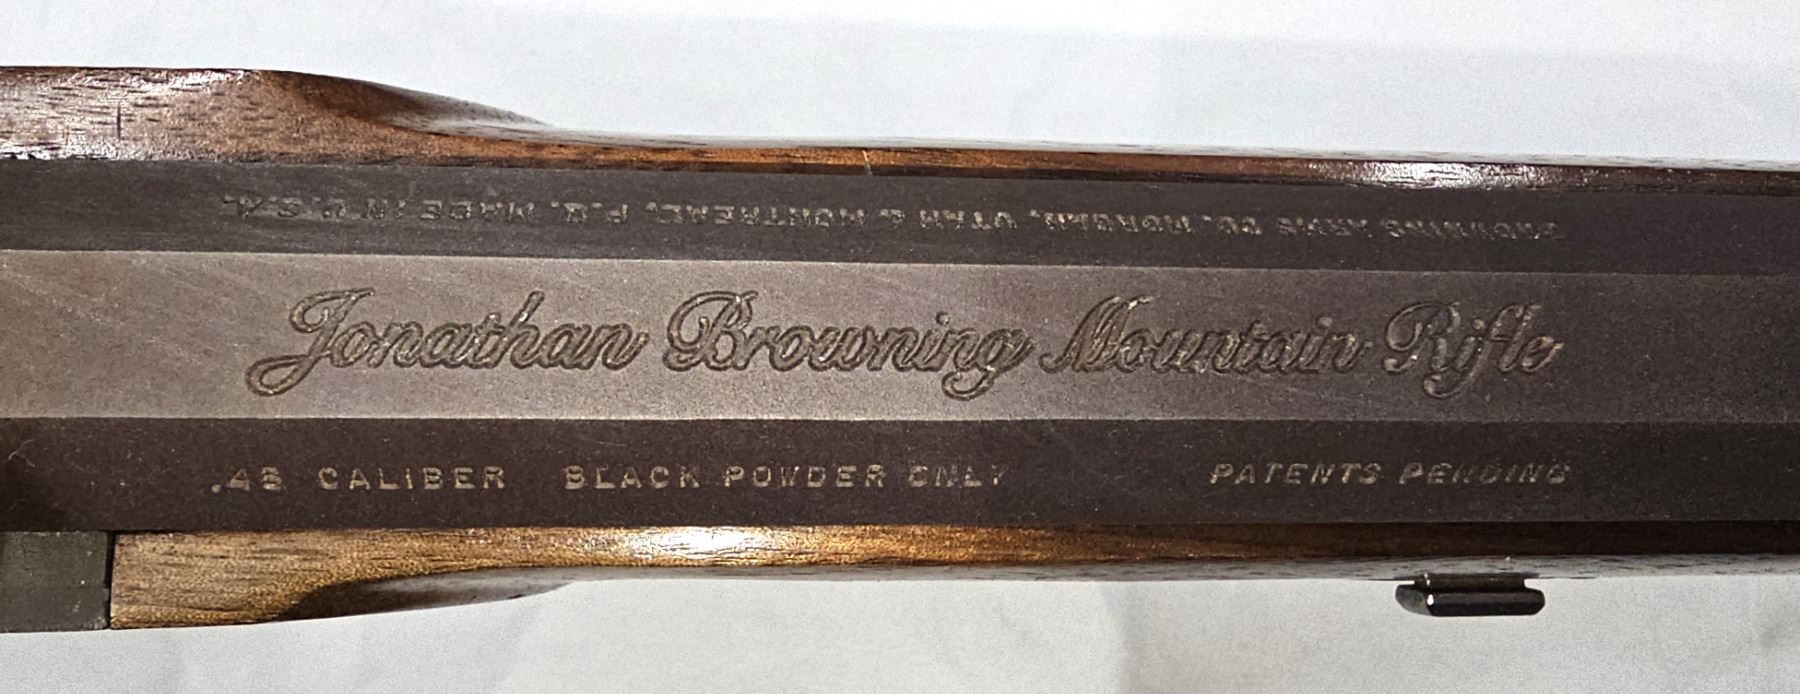 BROWNING ARMS CO. MORGAN, UTAH & MONTREAL, P.Q. MADE IN U.S.A.
Jonathan Browning Mountain Rifle
.45 CALIBER BLACK POWDER ONLY PATENTS PENDING